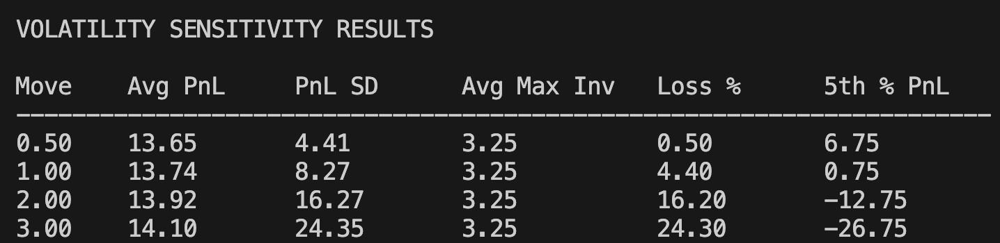 VOLATILITY SENSITIVITY RESULTS
Move Avg PnL PnL SD Avg Max Inv Loss % 5th % PnL
----------------------------------------------------------------------
0.50 13.65 4.41 3.25 0.50 6.75
1.00 13.74 8.27 3.25 4.40 0.75
2.00 13.92 16.27 3.25 16.20 -12.75
3.00 14.10 24.35 3.25 24.30 -26.75